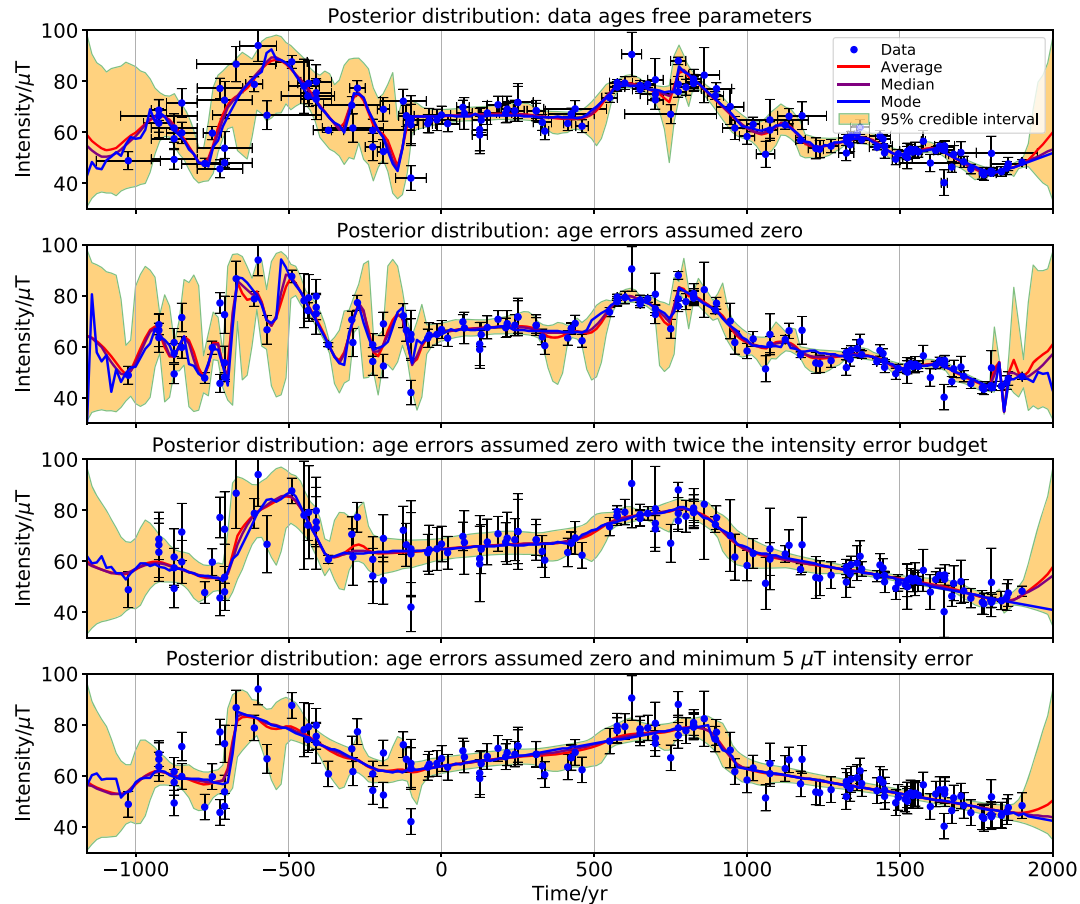 Posterior distribution: data ages free parameters
Intensity/μT
100
80
60
40
Data
Average
Median
Mode
95% credible interval
Posterior distribution: age errors assumed zero
Intensity/μT
100
80
60
40
Posterior distribution: age errors assumed zero with twice the intensity error budget
Intensity/μT
100
80
60
40
Posterior distribution: age errors assumed zero and minimum 5 μT intensity error
Intensity/μT
100
80
60
40
−1000 −500 0 500 1000 1500 2000
Time/yr